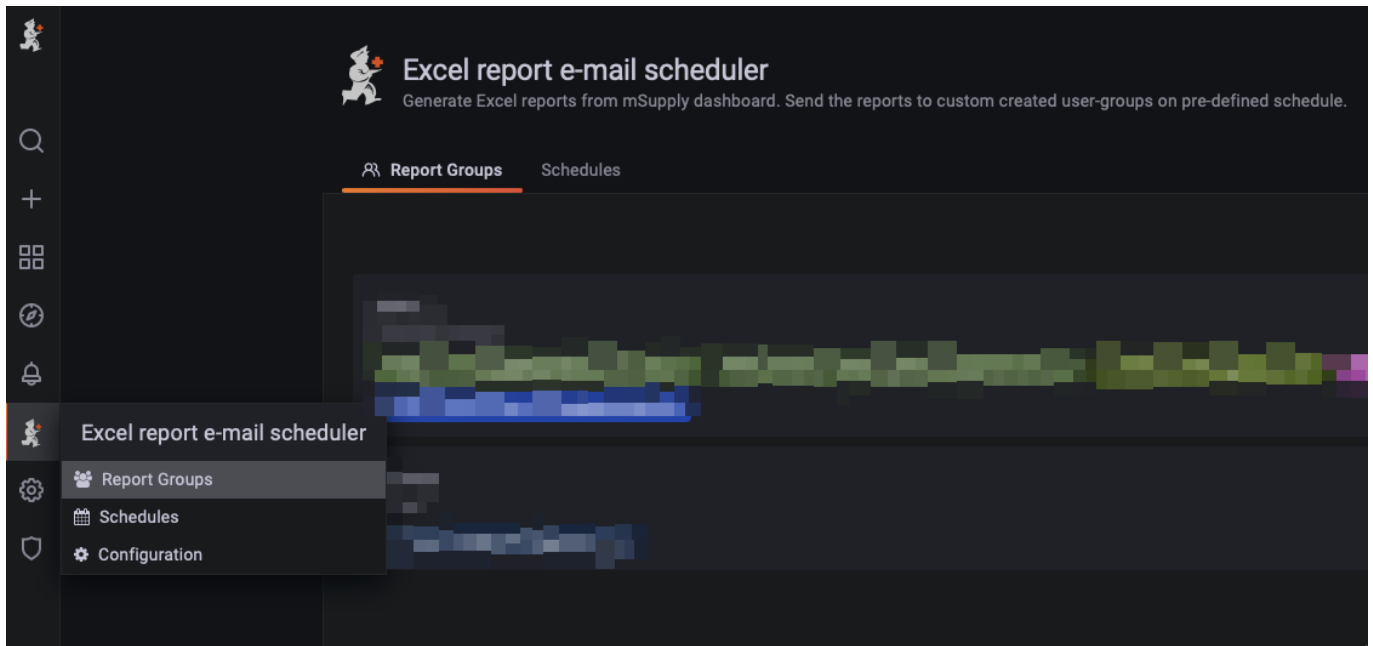 Excel report e-mail scheduler
Generate Excel reports from mSupply dashboard. Send the reports to custom created user-groups on pre-defined schedule.
Report Groups
Schedules
Excel report e-mail scheduler
Report Groups
Schedules
Configuration